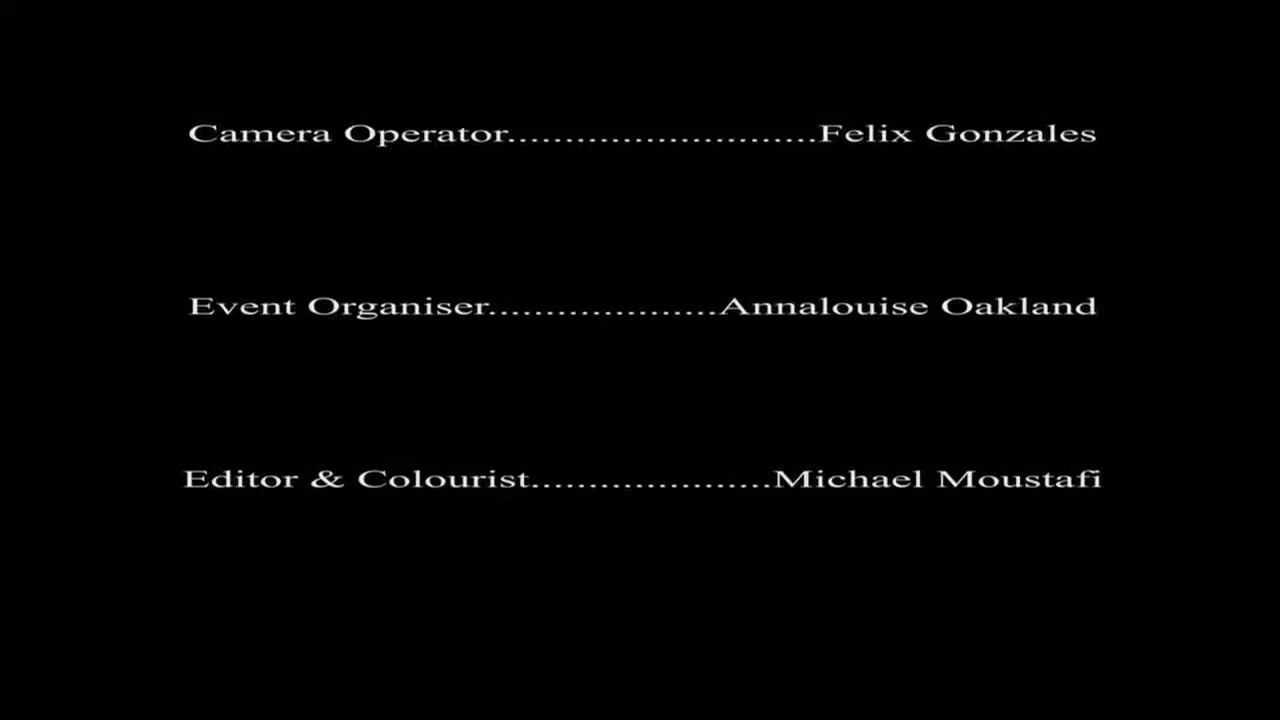 Camera Operator...........................Felix Gonzales
Event Organiser....................Annalouise Oakland
Editor & Colourist.....................Michael Moustafi